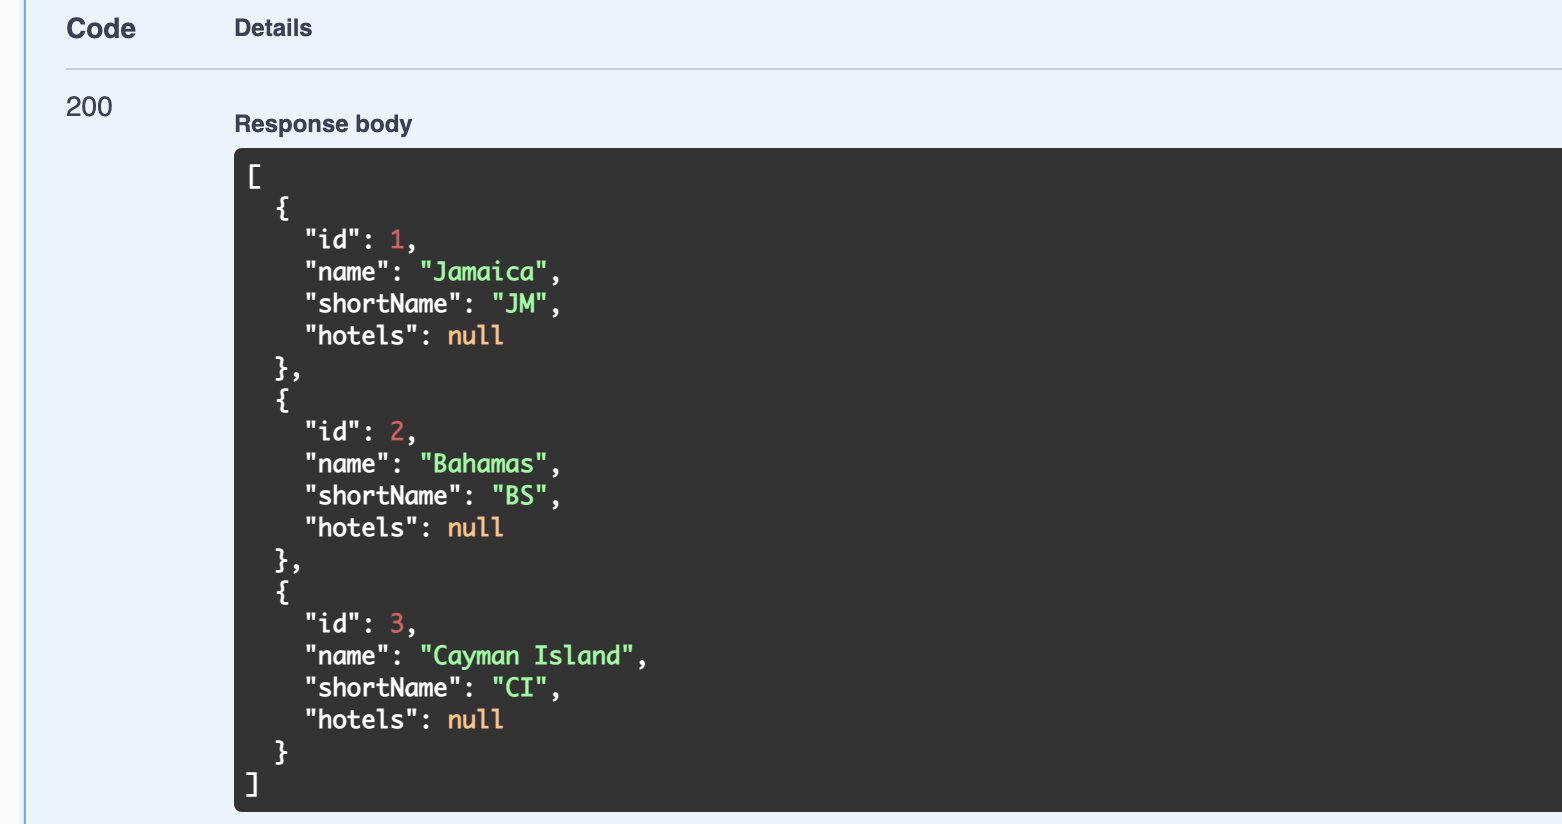 Code Details
200
Response body
[
  {
    "id": 1,
    "name": "Jamaica",
    "shortName": "JM",
    "hotels": null
  },
  {
    "id": 2,
    "name": "Bahamas",
    "shortName": "BS",
    "hotels": null
  },
  {
    "id": 3,
    "name": "Cayman Island",
    "shortName": "CI",
    "hotels": null
  }
]